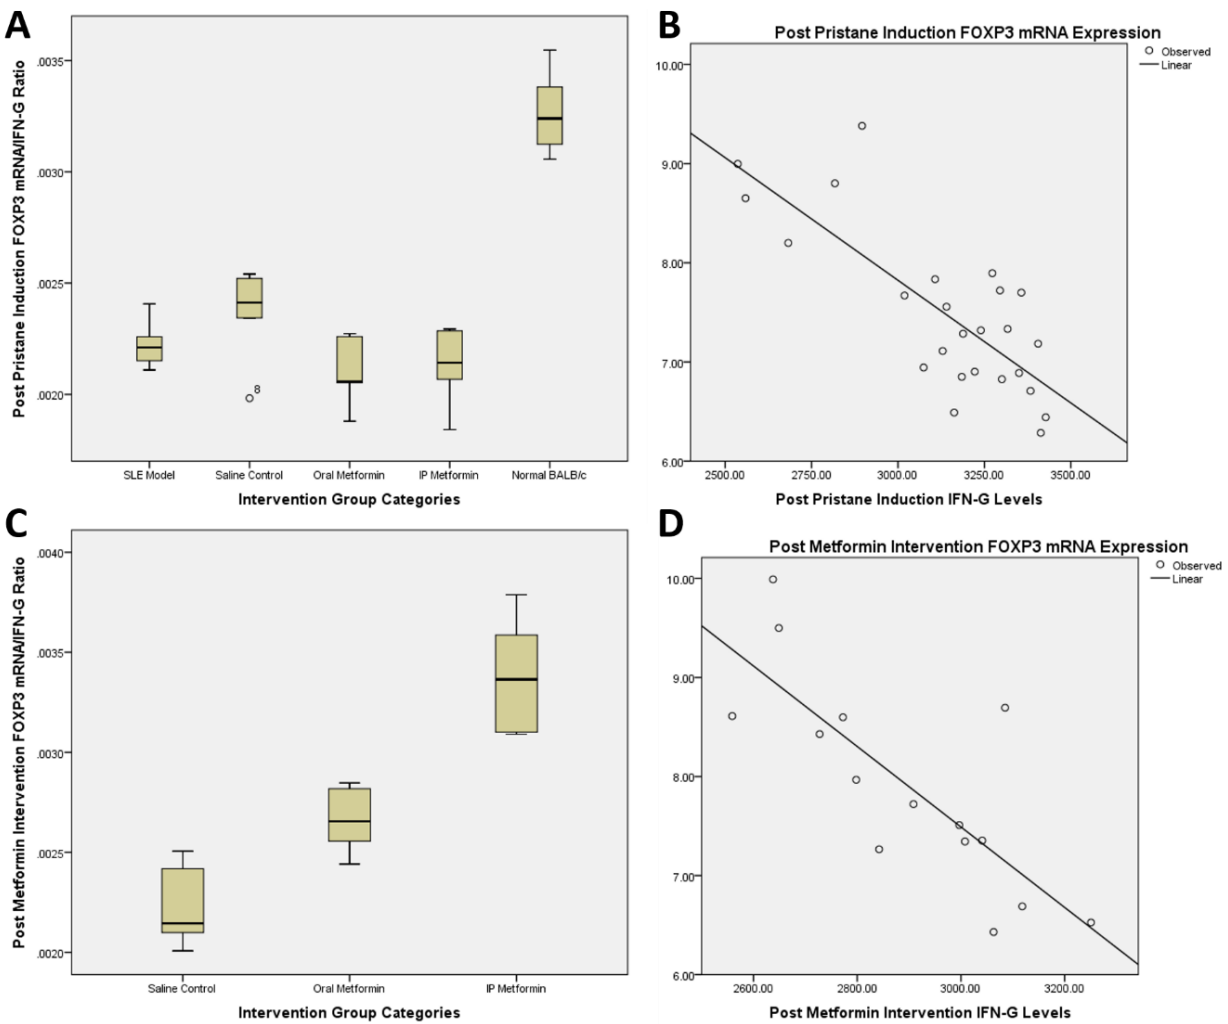 A
Post Pristane Induction FOXP3 mRNA/IFN-G Ratio
.0035
.0030
.0025
.0020
8
SLE Model Saline Control Oral Metformin IP Metformin Normal BALB/c
Intervention Group Categories
B
Post Pristane Induction FOXP3 mRNA Expression
Observed
Linear
10.00
9.00
8.00
7.00
6.00
2500.00 2750.00 3000.00 3250.00 3500.00
Post Pristane Induction IFN-G Levels
C
Post Metformin Intervention FOXP3 mRNA/IFN-G Ratio
.0040
.0035
.0030
.0025
.0020
Saline Control Oral Metformin IP Metformin
Intervention Group Categories
D
Post Metformin Intervention FOXP3 mRNA Expression
Observed
Linear
10.00
9.00
8.00
7.00
6.00
2600.00 2800.00 3000.00 3200.00
Post Metformin Intervention IFN-G Levels